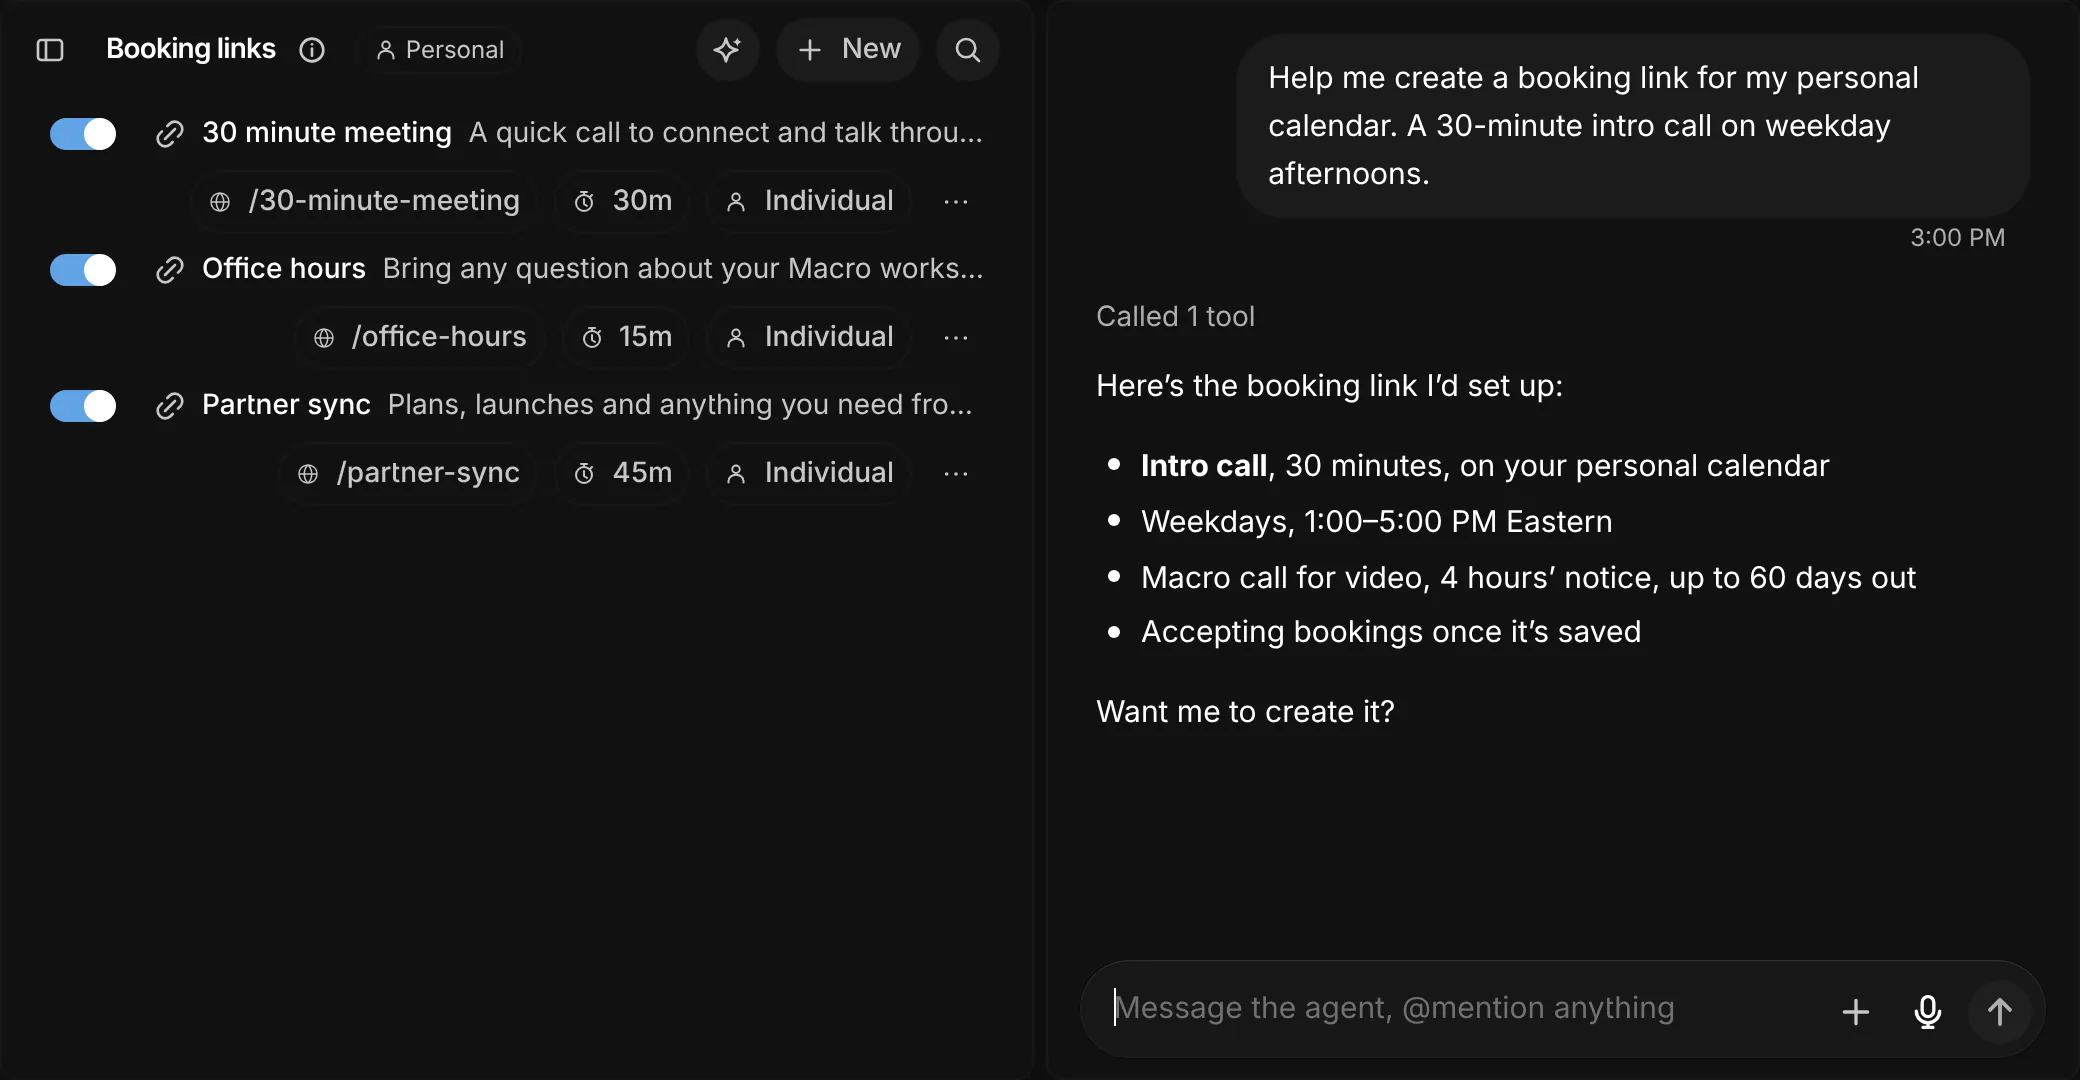 Booking links
Personal
New
30 minute meeting A quick call to connect and talk throu...
/30-minute-meeting
30m
Individual
Office hours Bring any question about your Macro works...
/office-hours
15m
Individual
Partner sync Plans, launches and anything you need fro...
/partner-sync
45m
Individual
Help me create a booking link for my personal
calendar. A 30-minute intro call on weekday
afternoons.
3:00 PM
Called 1 tool
Here’s the booking link I’d set up:
• Intro call, 30 minutes, on your personal calendar
• Weekdays, 1:00–5:00 PM Eastern
• Macro call for video, 4 hours’ notice, up to 60 days out
• Accepting bookings once it’s saved
Want me to create it?
Message the agent, @mention anything